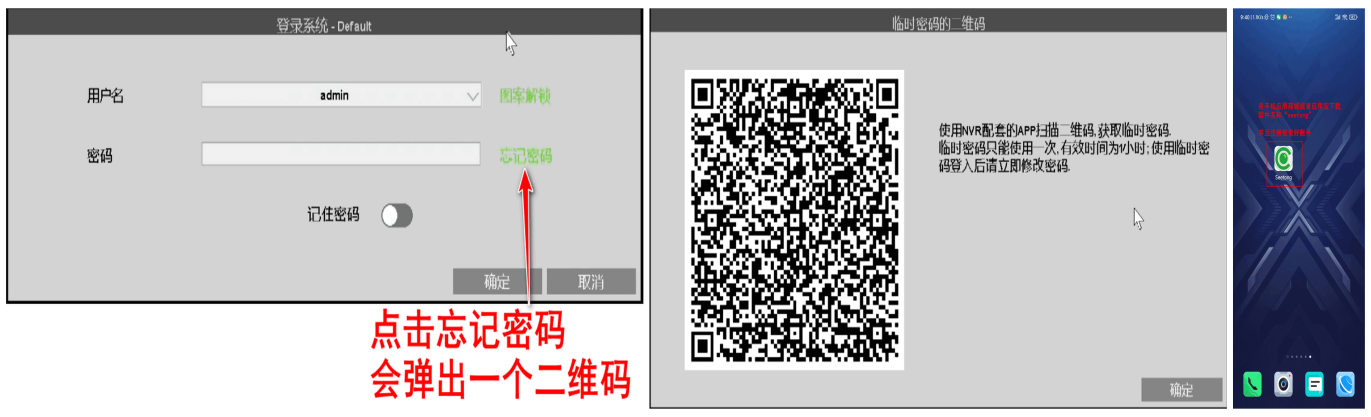 登录系统 - Default
用户名
admin
图案解锁
密码
忘记密码
记住密码
确定
取消
点击忘记密码
会弹出一个二维码
临时密码的二维码
使用NVR配套的APP扫描二维码,获取临时密码.
临时密码只能使用一次,有效时间为1小时;使用临时密
码登入后请立即修改密码.
确定
Seetong